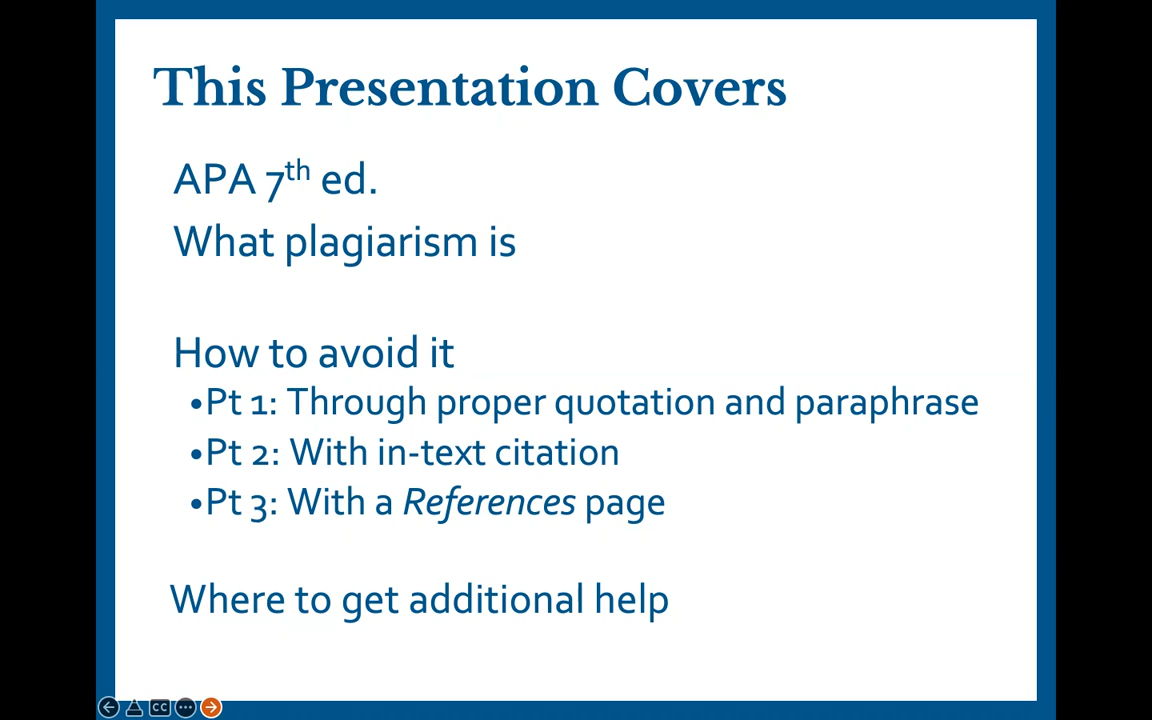 This Presentation Covers
APA 7th ed.
What plagiarism is
How to avoid it
•Pt 1: Through proper quotation and paraphrase
•Pt 2: With in-text citation
•Pt 3: With a References page
Where to get additional help
CC